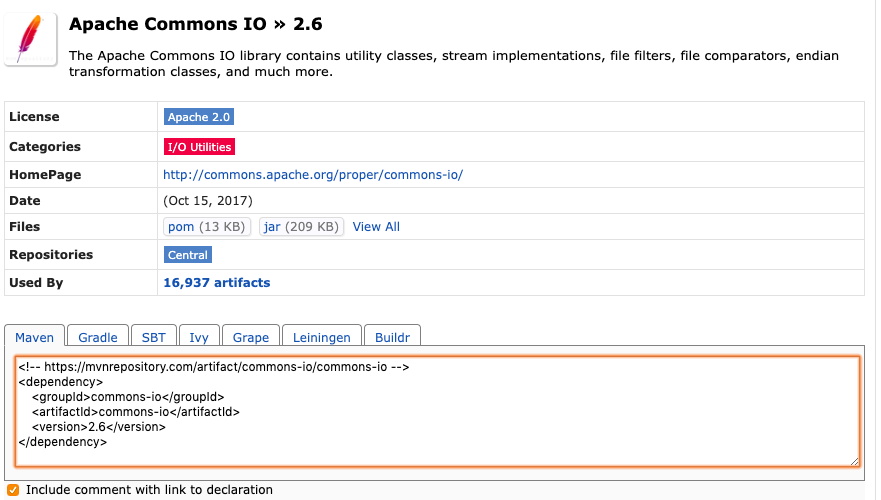 Apache Commons IO » 2.6
The Apache Commons IO library contains utility classes, stream implementations, file filters, file comparators, endian
transformation classes, and much more.
License Apache 2.0
Categories I/O Utilities
HomePage http://commons.apache.org/proper/commons-io/
Date (Oct 15, 2017)
Files pom (13 KB) jar (209 KB) View All
Repositories Central
Used By 16,937 artifacts
Maven Gradle SBT Ivy Grape Leiningen Buildr
<!-- https://mvnrepository.com/artifact/commons-io/commons-io -->
<dependency>
    <groupId>commons-io</groupId>
    <artifactId>commons-io</artifactId>
    <version>2.6</version>
</dependency>
Include comment with link to declaration